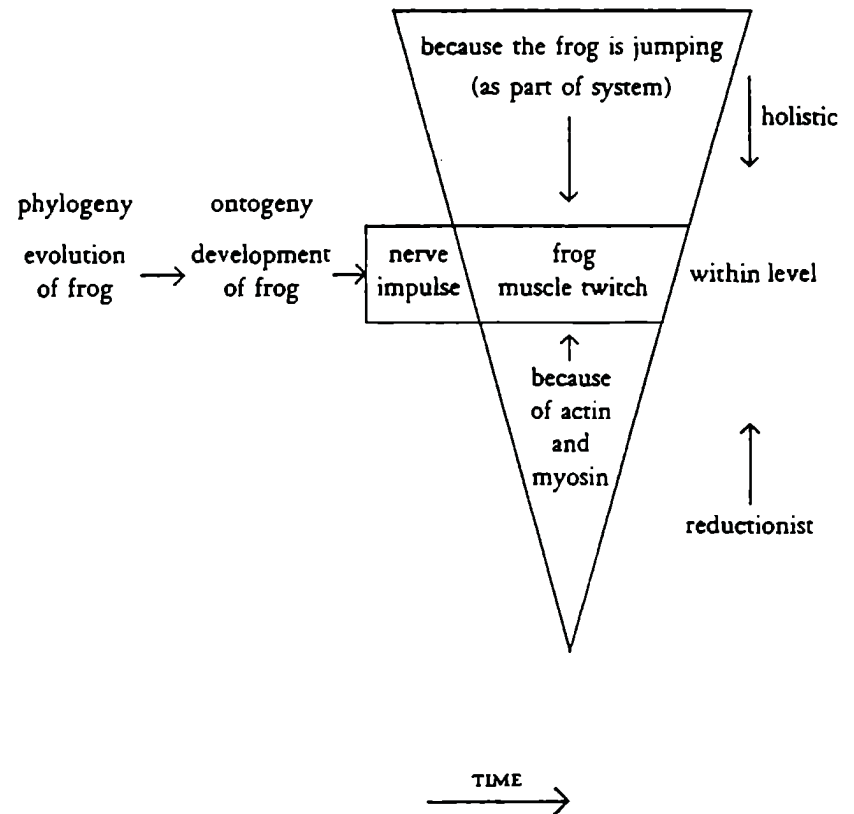 because the frog is jumping
(as part of system)
holistic
phylogeny
ontogeny
evolution
of frog
development
of frog
nerve
impulse
frog
muscle twitch
within level
because
of actin
and
myosin
reductionist
TIME